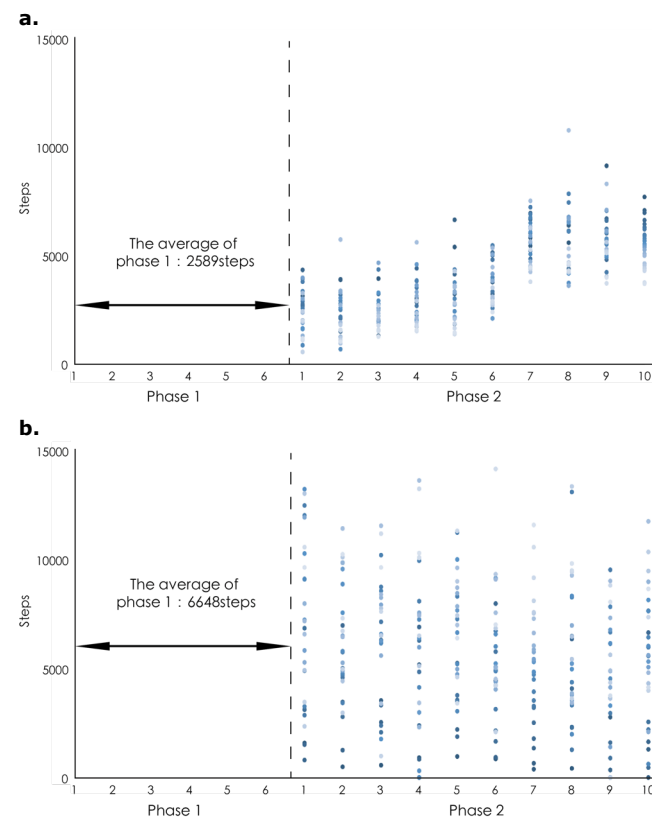 a.
15000
10000
Steps
The average of
phase 1 : 2589steps
5000
0
1 2 3 4 5 6 1 2 3 4 5 6 7 8 9 10
Phase 1 Phase 2
b.
15000
10000
Steps
The average of
phase 1 : 6648steps
5000
0
1 2 3 4 5 6 1 2 3 4 5 6 7 8 9 10
Phase 1 Phase 2